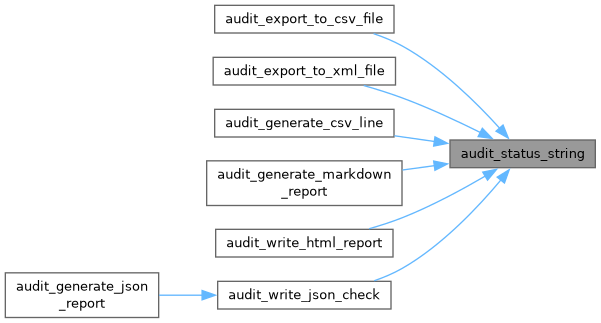 audit_export_to_csv_file
audit_export_to_xml_file
audit_generate_csv_line
audit_status_string
audit_generate_markdown
_report
audit_write_html_report
audit_generate_json
_report
audit_write_json_check